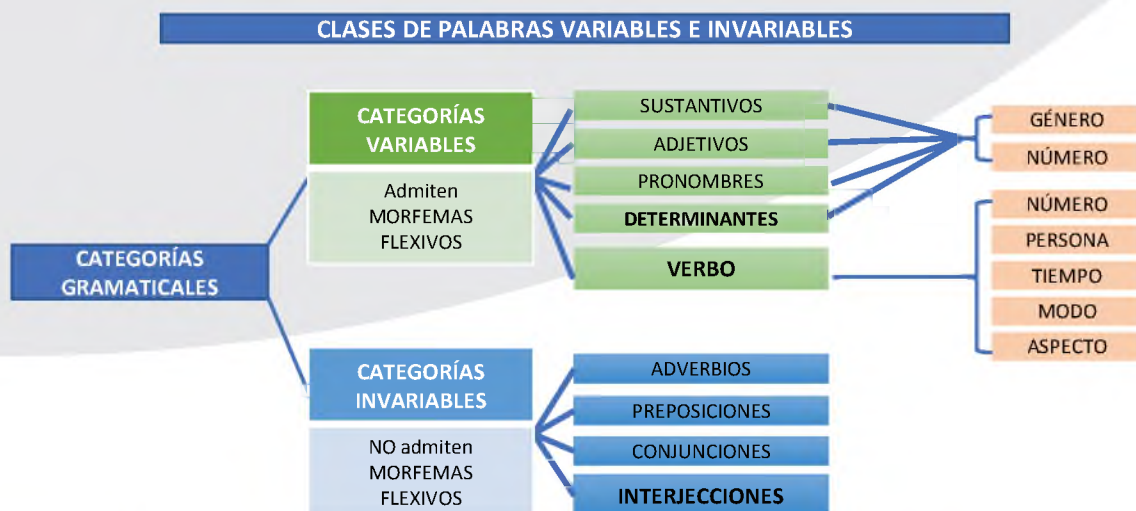 CLASES DE PALABRAS VARIABLES E INVARIABLES
CATEGORÍAS
GRAMATICALES
CATEGORÍAS
VARIABLES
Admiten
MORFEMAS
FLEXIVOS
SUSTANTIVOS
ADJETIVOS
PRONOMBRES
DETERMINANTES
VERBO
GÉNERO
NÚMERO
NÚMERO
PERSONA
TIEMPO
MODO
ASPECTO
CATEGORÍAS
INVARIABLES
NO admiten
MORFEMAS
FLEXIVOS
ADVERBIOS
PREPOSICIONES
CONJUNCIONES
INTERJECCIONES